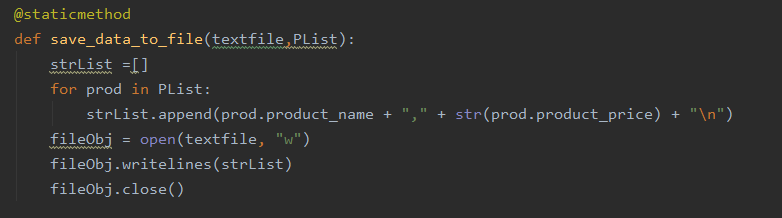 @staticmethod
def save_data_to_file(textfile,PList):
    strList =[]
    for prod in PList:
        strList.append(prod.product_name + "," + str(prod.product_price) + "\n")
    fileObj = open(textfile, "w")
    fileObj.writelines(strList)
    fileObj.close()